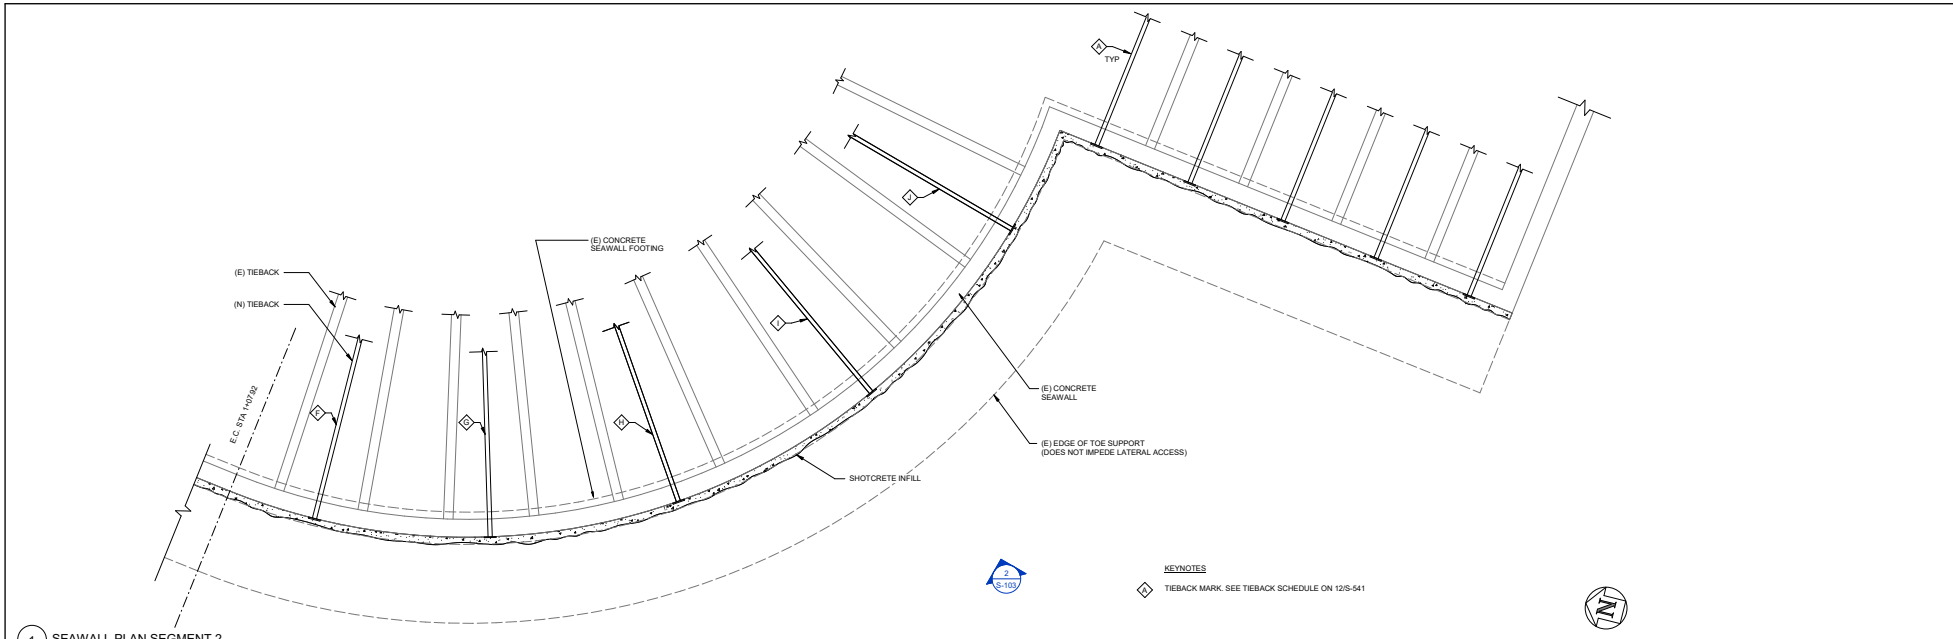 A
TYP
J
(E) CONCRETE
SEAWALL FOOTING
(E) TIEBACK
(N) TIEBACK
I
E.C. STA 1+07.92
F
G
H
(E) CONCRETE
SEAWALL
(E) EDGE OF TOE SUPPORT
(DOES NOT IMPEDE LATERAL ACCESS)
SHOTCRETE INFILL
2
S-103
KEYNOTES
A TIEBACK MARK. SEE TIEBACK SCHEDULE ON 12/S-541
N
1 SEAWALL PLAN SEGMENT 2